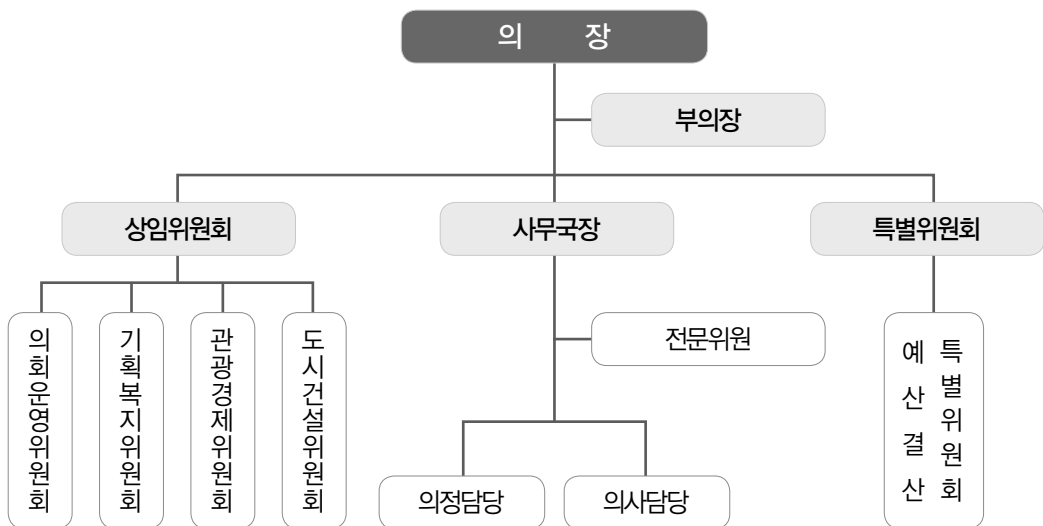 의 장
부의장
상임위원회
사무국장
특별위원회
의회운영위원회
기획복지위원회
관광경제위원회
도시건설위원회
전문위원
예산결산
특별위원회
의정담당
의사담당